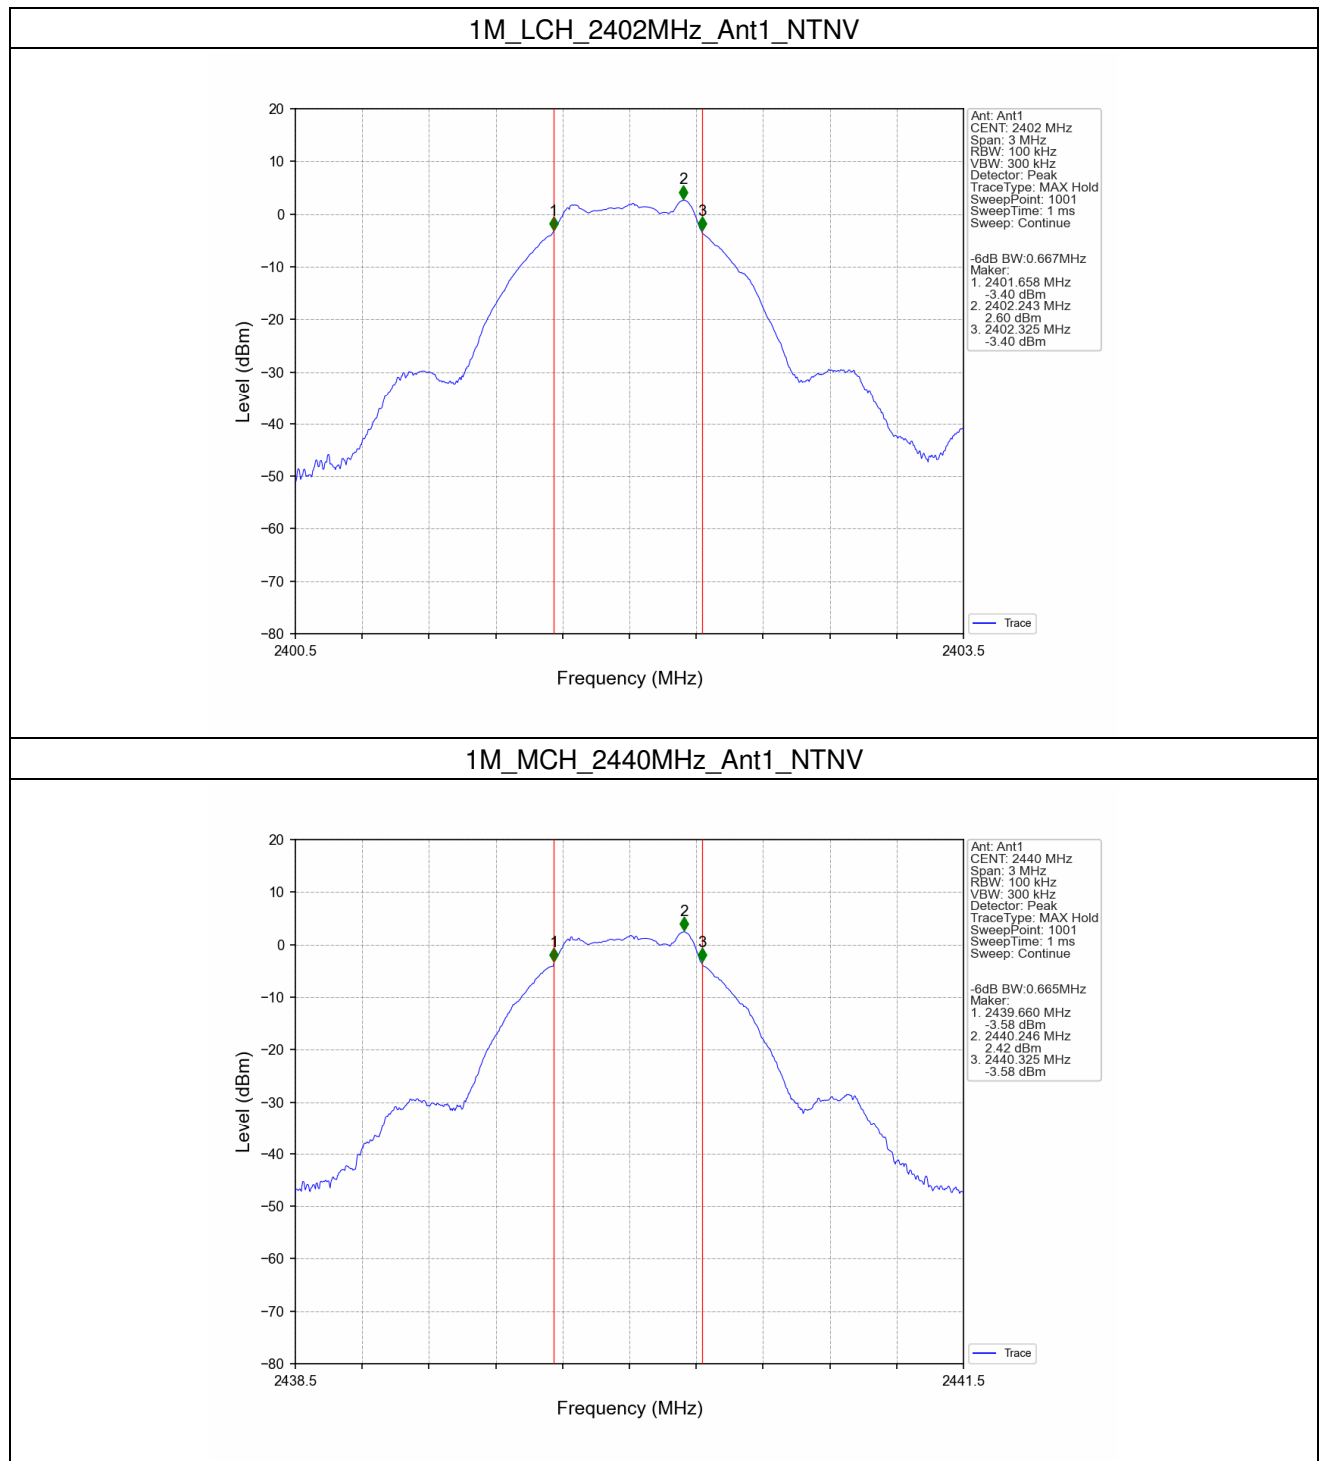 1M_LCH_2402MHz_Ant1_NTNV
20
10
0
−10
−20
−30
−40
−50
−60
−70
−80
Level (dBm)
1
2
3
2400.5
2403.5
Frequency (MHz)
Ant: Ant1
CENT: 2402 MHz
Span: 3 MHz
RBW: 100 kHz
VBW: 300 kHz
Detector: Peak
TraceType: MAX Hold
SweepPoint: 1001
SweepTime: 1 ms
Sweep: Continue
-6dB BW:0.667MHz
Maker:
1. 2401.658 MHz
-3.40 dBm
2. 2402.243 MHz
2.60 dBm
3. 2402.325 MHz
-3.40 dBm
Trace
1M_MCH_2440MHz_Ant1_NTNV
20
10
0
−10
−20
−30
−40
−50
−60
−70
−80
Level (dBm)
1
2
3
2438.5
2441.5
Frequency (MHz)
Ant: Ant1
CENT: 2440 MHz
Span: 3 MHz
RBW: 100 kHz
VBW: 300 kHz
Detector: Peak
TraceType: MAX Hold
SweepPoint: 1001
SweepTime: 1 ms
Sweep: Continue
-6dB BW:0.665MHz
Maker:
1. 2439.660 MHz
-3.58 dBm
2. 2440.246 MHz
2.42 dBm
3. 2440.325 MHz
-3.58 dBm
Trace